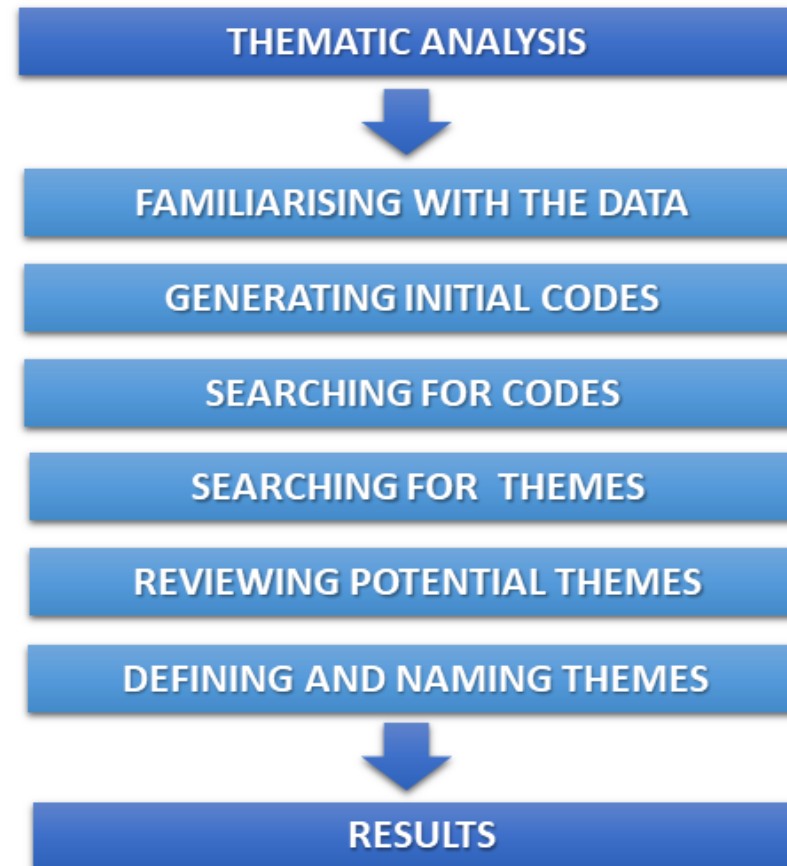 THEMATIC ANALYSIS
FAMILIARISING WITH THE DATA
GENERATING INITIAL CODES
SEARCHING FOR CODES
SEARCHING FOR THEMES
REVIEWING POTENTIAL THEMES
DEFINING AND NAMING THEMES
RESULTS